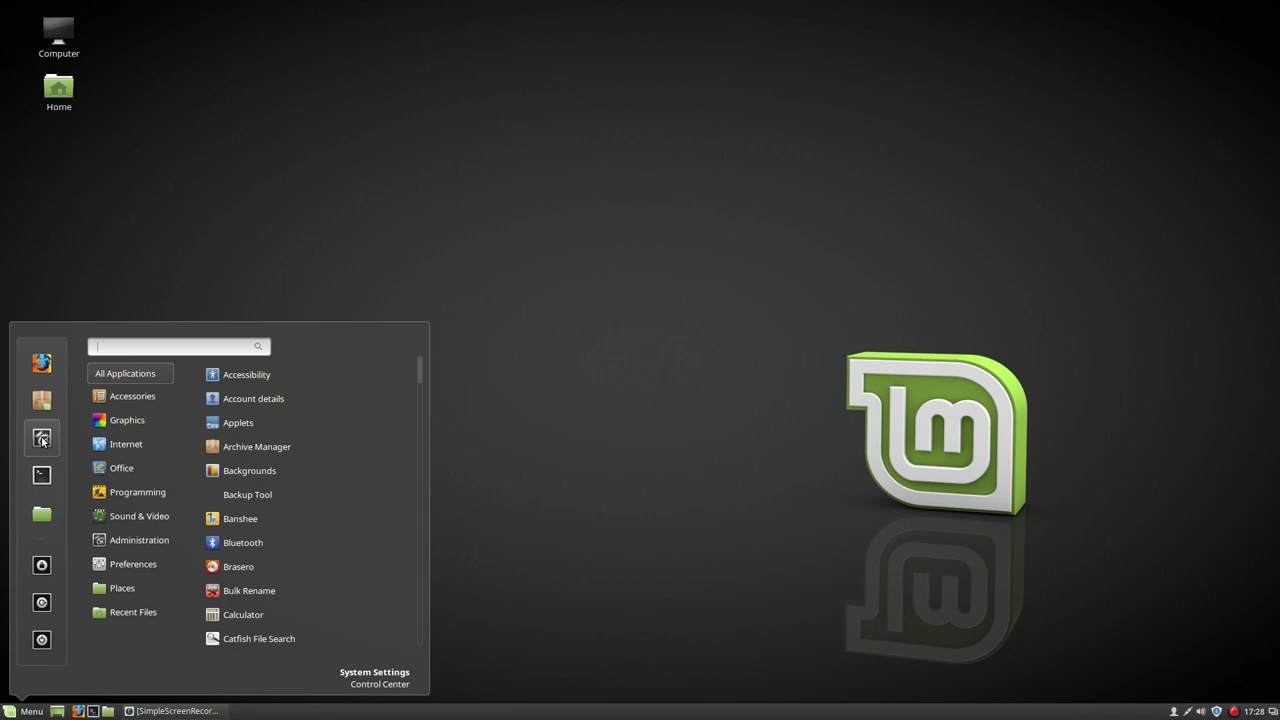 Computer
Home
All Applications
Accessories
Graphics
Internet
Office
Programming
Sound & Video
Administration
Preferences
Places
Recent Files
Accessibility
Account details
Applets
Archive Manager
Backgrounds
Backup Tool
Banshee
Bluetooth
Brasero
Bulk Rename
Calculator
Catfish File Search
System Settings
Control Center
lm
Menu
[SimpleScreenRecor...
17:28